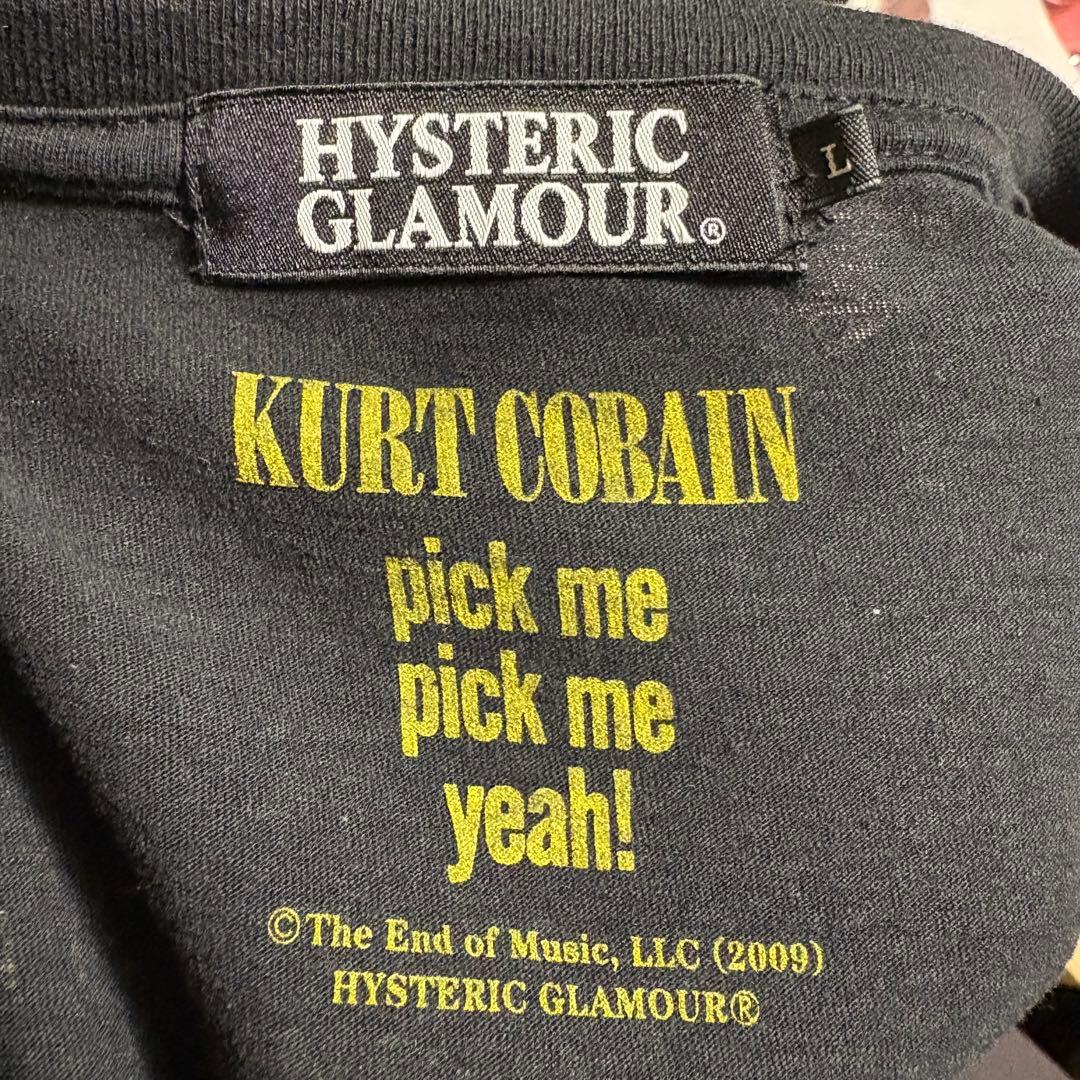 HYSTERIC
GLAMOUR®
L
KURT COBAIN
pick me
pick me
yeah!
©The End of Music, LLC (2009)
HYSTERIC GLAMOUR®